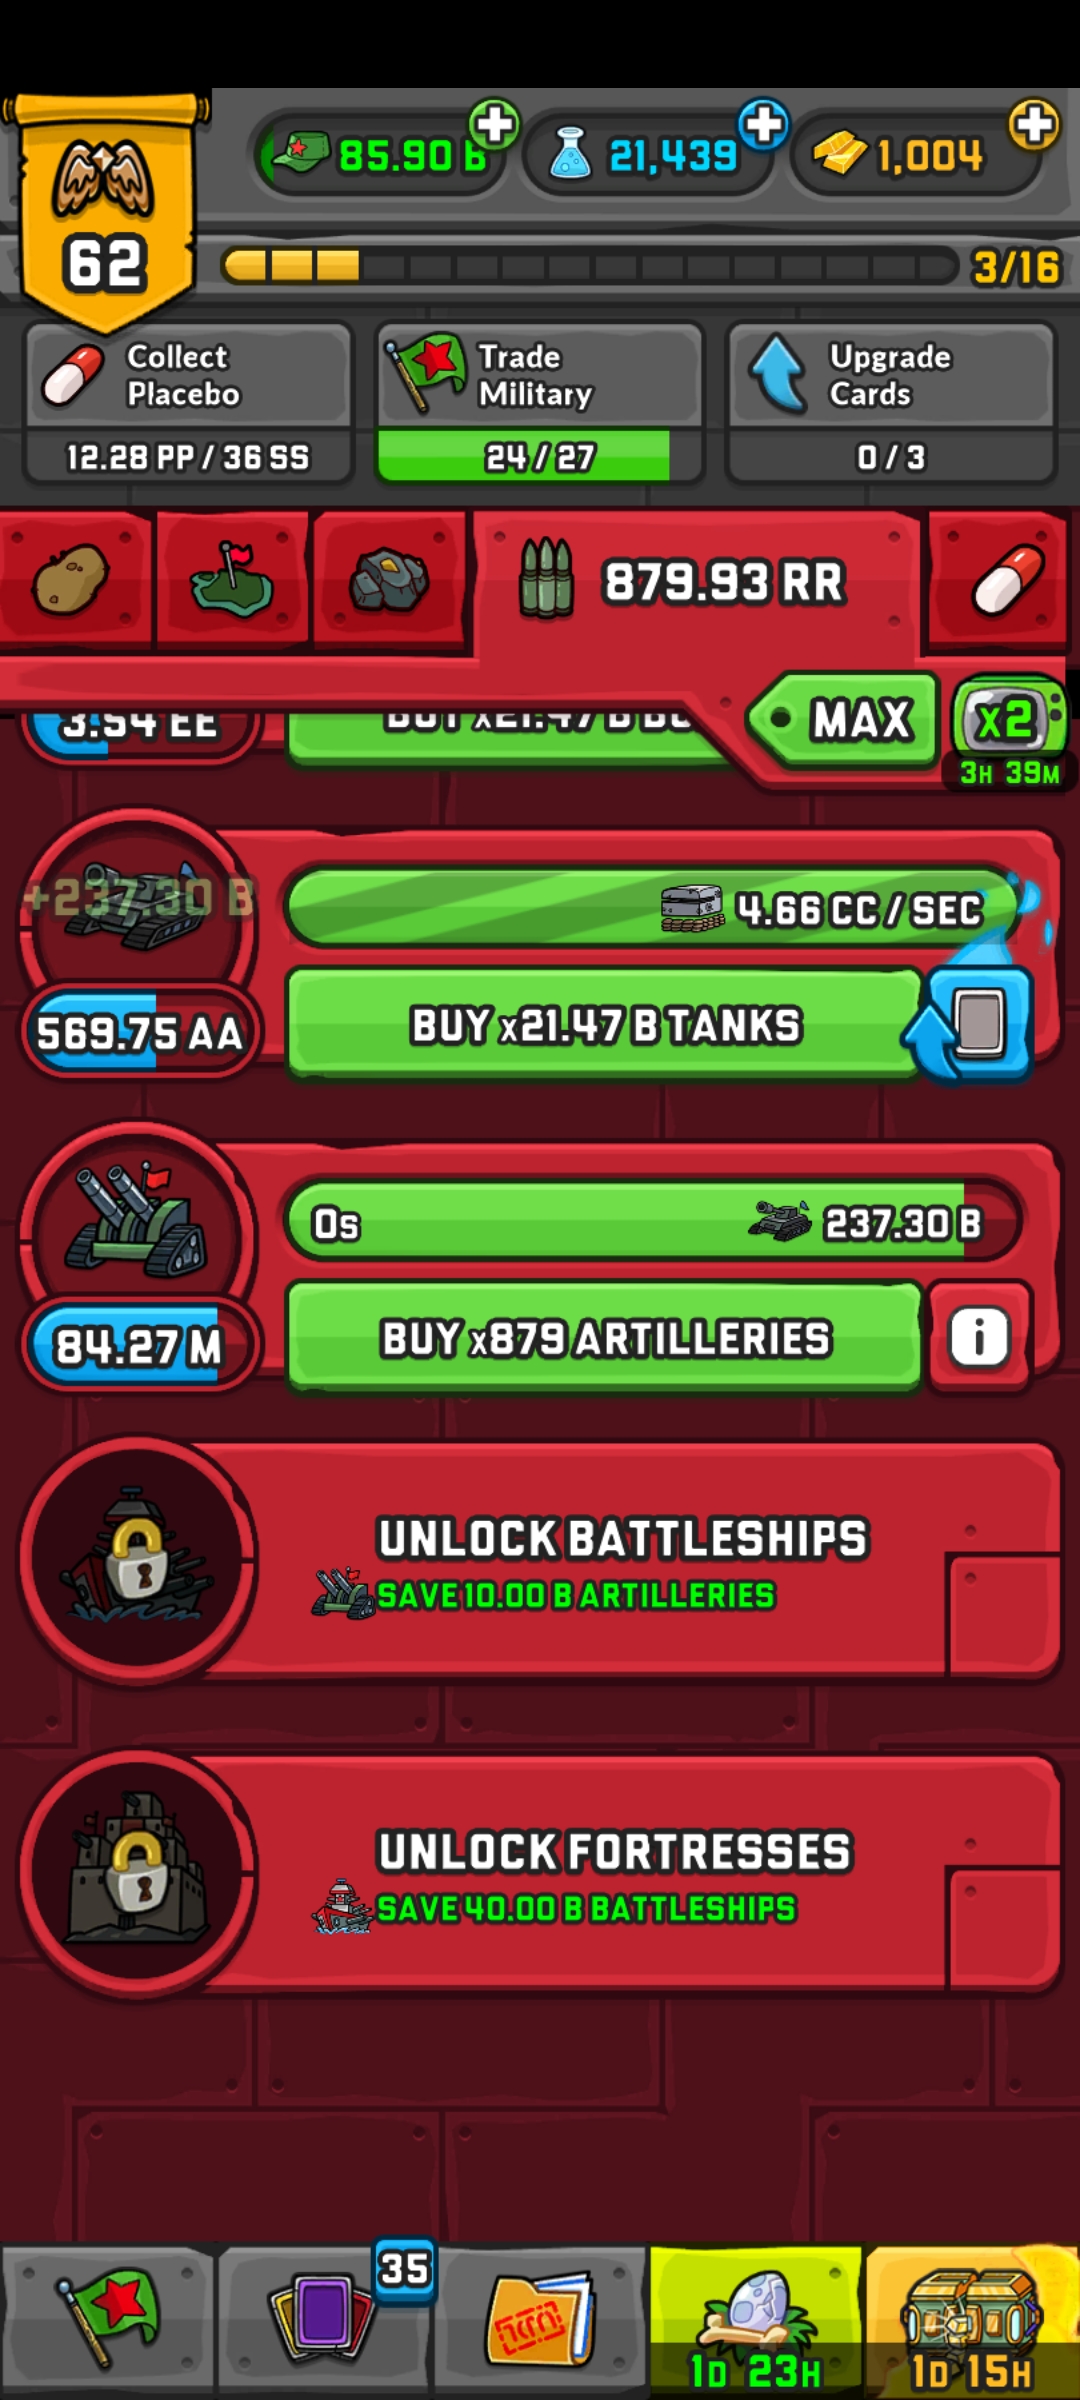 62
85.90 B
21,439
1,004
3/16
Collect
Placebo
12.28 PP / 36 SS
Trade
Military
24 / 27
Upgrade
Cards
0 / 3
879.93 RR
MAX
x2
3H 39M
3.54 EE
+237.30 B
4.66 CC / SEC
569.75 AA
BUY x21.47 B TANKS
0s
237.30 B
84.27 M
BUY x879 ARTILLERIES
i
UNLOCK BATTLESHIPS
SAVE 10.00 B ARTILLERIES
UNLOCK FORTRESSES
SAVE 40.00 B BATTLESHIPS
35
1D 23H
1D 15H